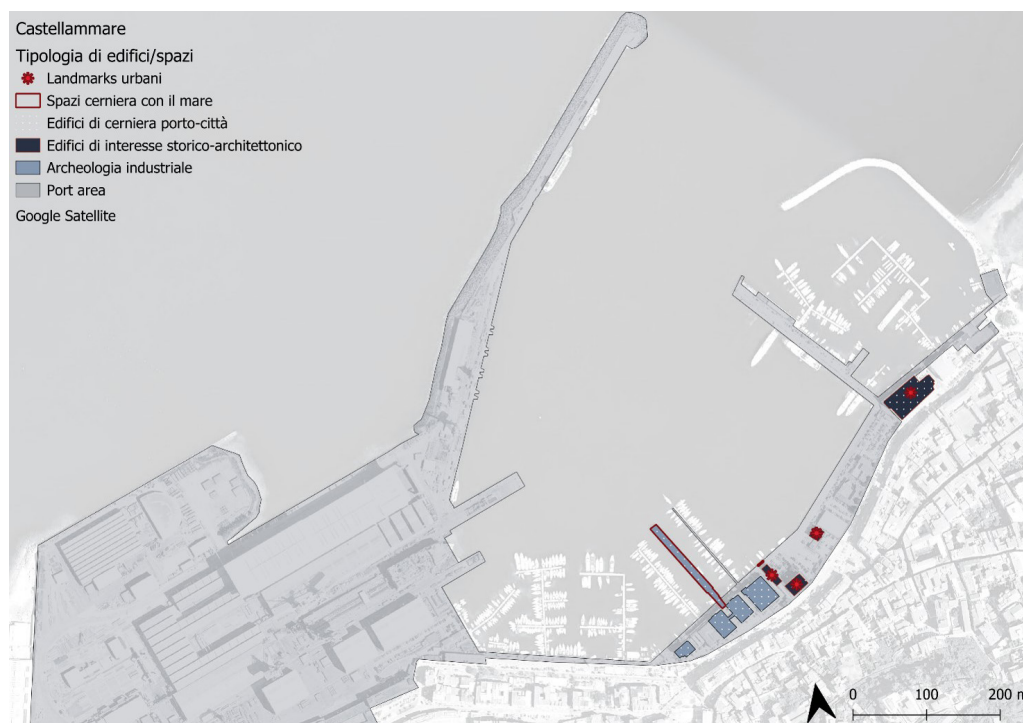 Castellammare
Tipologia di edifici/spazi
Landmarks urbani
Spazi cerniera con il mare
Edifici di cerniera porto-città
Edifici di interesse storico-architettonico
Archeologia industriale
Port area
Google Satellite
0 100 200 m